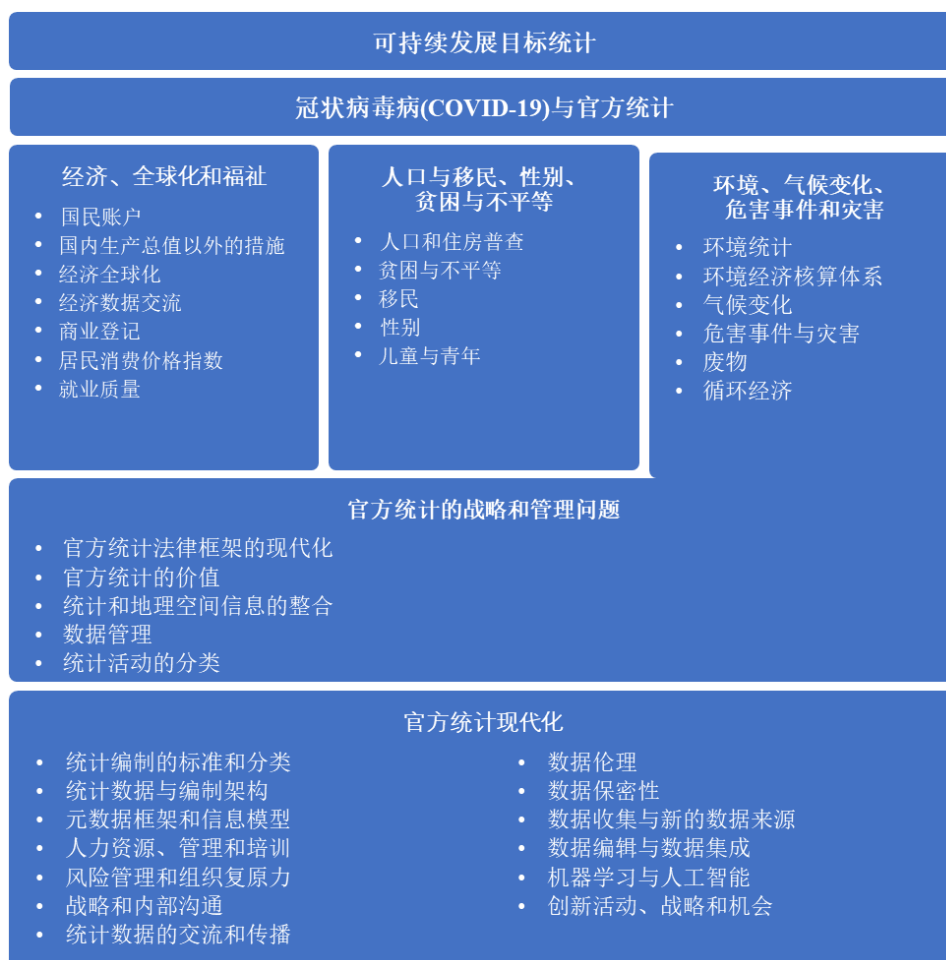 可持续发展目标统计
冠状病毒病(COVID-19)与官方统计
经济、全球化和福祉
• 国民账户
• 国内生产总值以外的措施
• 经济全球化
• 经济数据交流
• 商业登记
• 居民消费价格指数
• 就业质量
人口与移民、性别、
贫困与不平等
• 人口和住房普查
• 贫困与不平等
• 移民
• 性别
• 儿童与青年
环境、气候变化、
危害事件和灾害
• 环境统计
• 环境经济核算体系
• 气候变化
• 危害事件与灾害
• 废物
• 循环经济
官方统计的战略和管理问题
• 官方统计法律框架的现代化
• 官方统计的价值
• 统计和地理空间信息的整合
• 数据管理
• 统计活动的分类
官方统计现代化
• 统计编制的标准和分类
• 统计数据与编制架构
• 元数据框架和信息模型
• 人力资源、管理和培训
• 风险管理和组织复原力
• 战略和内部沟通
• 统计数据的交流和传播
• 数据伦理
• 数据保密性
• 数据收集与新的数据来源
• 数据编辑与数据集成
• 机器学习与人工智能
• 创新活动、战略和机会